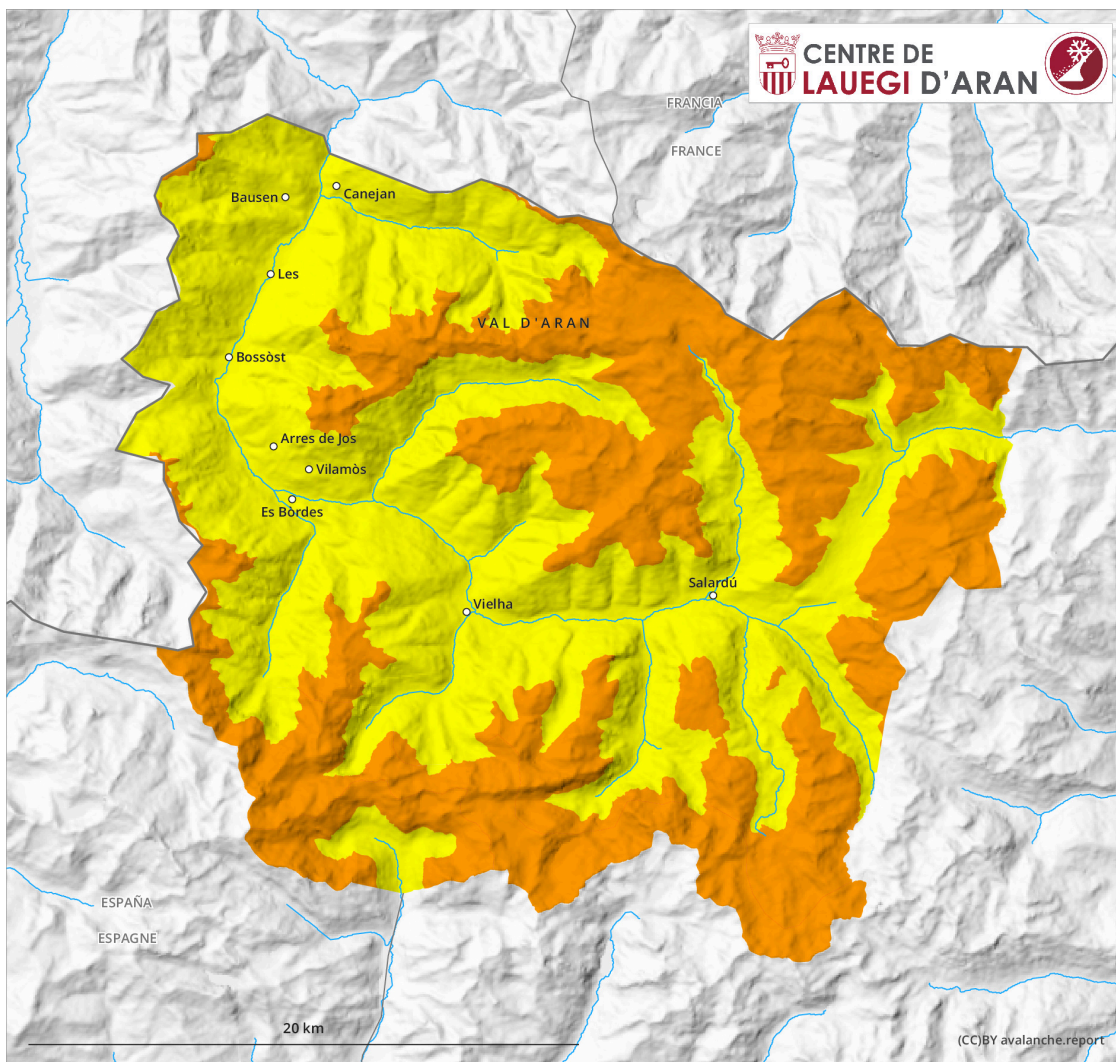 CENTRE DE
LAUEGI D'ARAN
FRANCIA
FRANCE
Bausen
Canejan
Les
VAL D'ARAN
Bossòst
Arres de Jos
Vilamòs
Es Bòrdes
Salardú
Vielha
ESPAÑA
ESPAGNE
20 km
(CC)BY avalanche.report